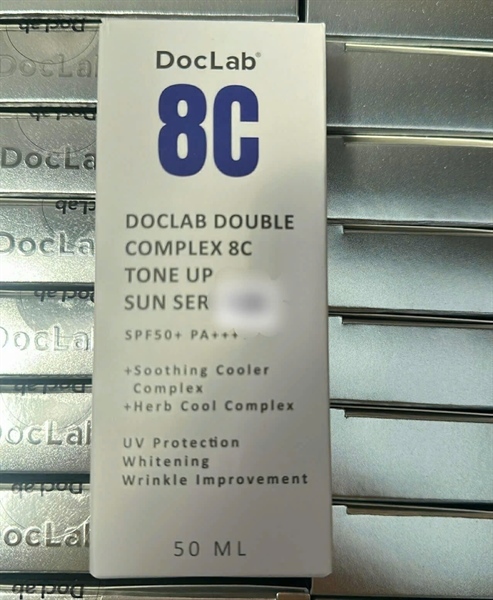 DocLab®
8C
DOCLAB DOUBLE
COMPLEX 8C
TONE UP
SUN
SPF50+ PA+++
+Soothing Cooler
Complex
+Herb Cool Complex
UV Protection
Whitening
Wrinkle Improvement
50 ML